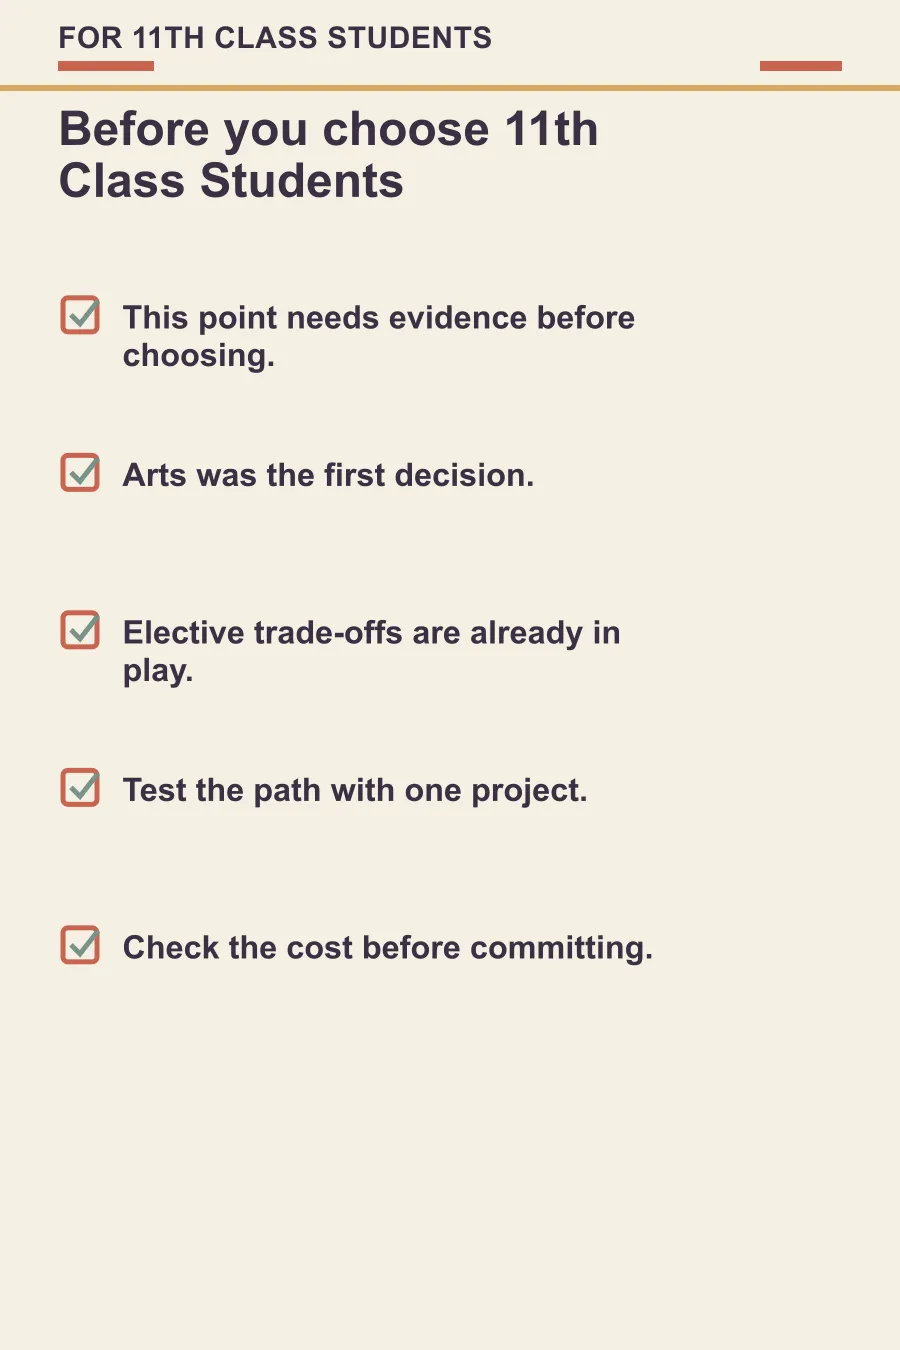 FOR 11TH CLASS STUDENTS
Before you choose 11th
Class Students
This point needs evidence before
choosing.
Arts was the first decision.
Elective trade-offs are already in
play.
Test the path with one project.
Check the cost before committing.